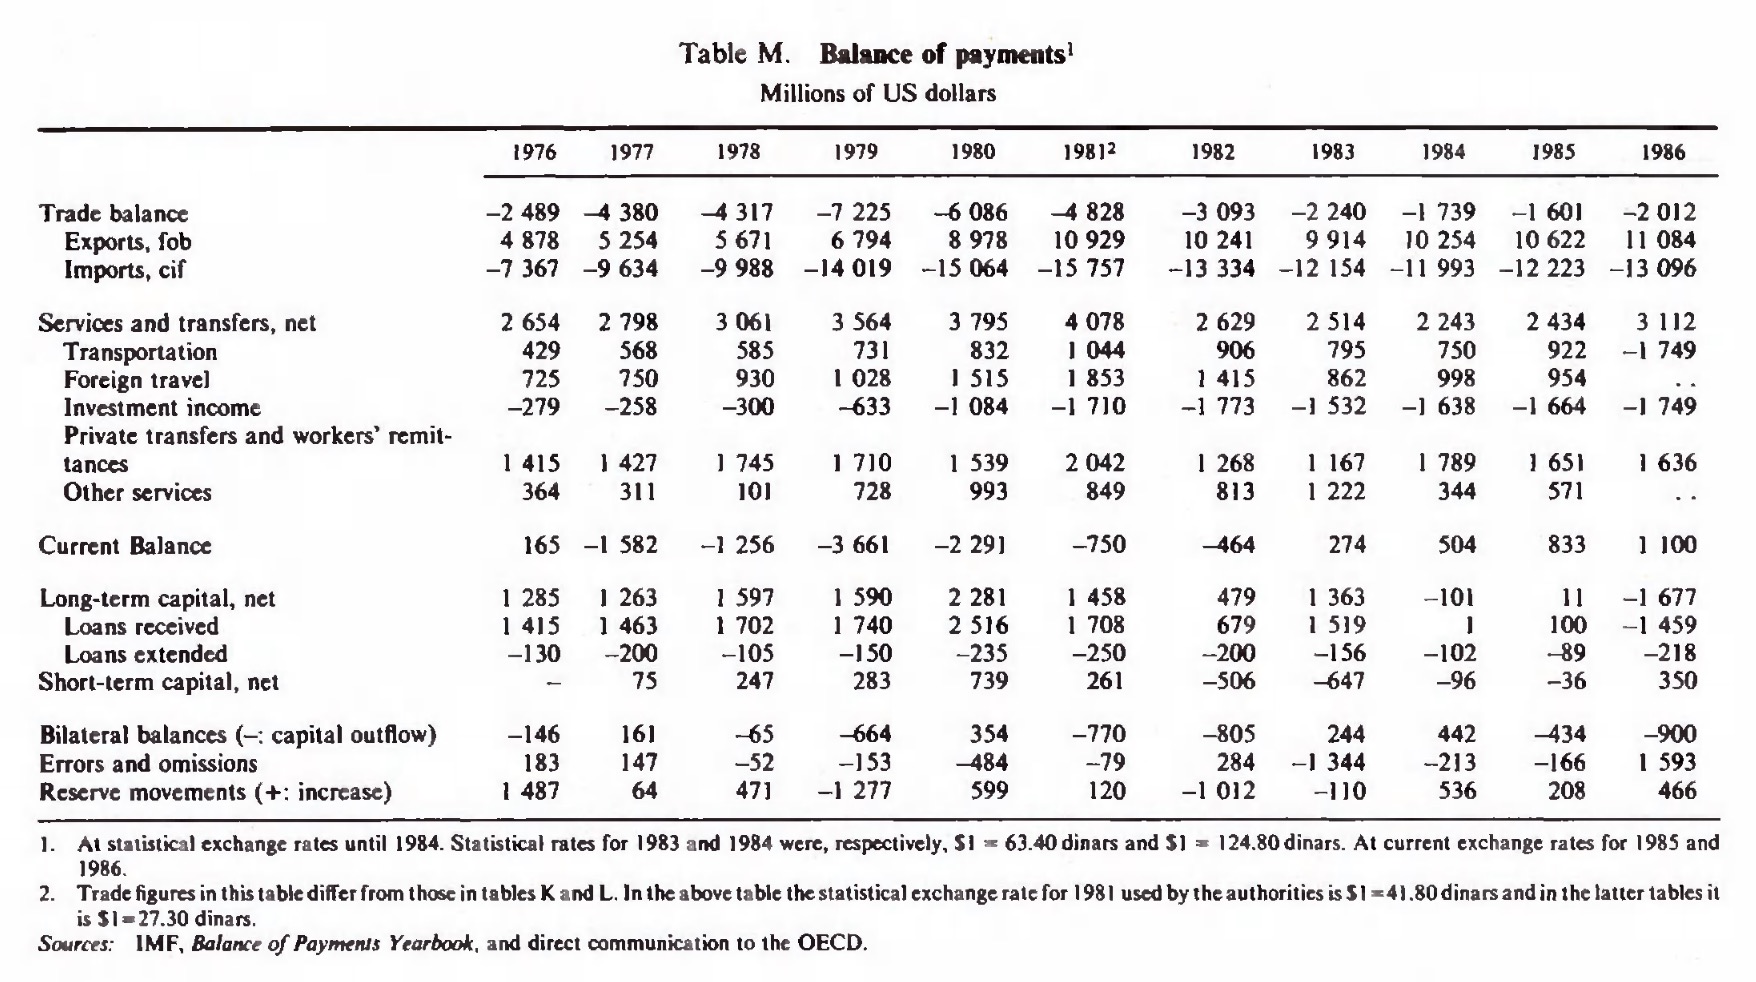 Table M. Balance of payments¹
Millions of US dollars
1976 1977 1978 1979 1980 1981² 1982 1983 1984 1985 1986
Trade balance –2 489 –4 380 –4 317 –7 225 –6 086 –4 828 –3 093 –2 240 –1 739 –1 601 –2 012
Exports, fob 4 878 5 254 5 671 6 794 8 978 10 929 10 241 9 914 10 254 10 622 11 084
Imports, cif –7 367 –9 634 –9 988 –14 019 –15 064 –15 757 –13 334 –12 154 –11 993 –12 223 –13 096
Services and transfers, net 2 654 2 798 3 061 3 564 3 795 4 078 2 629 2 514 2 243 2 434 3 112
Transportation 429 568 585 731 832 1 044 906 795 750 922 –1 749
Foreign travel 725 750 930 1 028 1 515 1 853 1 415 862 998 954 . .
Investment income –279 –258 –300 –633 –1 084 –1 710 –1 773 –1 532 –1 638 –1 664 –1 749
Private transfers and workers' remit-
tances 1 415 1 427 1 745 1 710 1 539 2 042 1 268 1 167 1 789 1 651 1 636
Other services 364 311 101 728 993 849 813 1 222 344 571 . .
Current Balance 165 –1 582 –1 256 –3 661 –2 291 –750 –464 274 504 833 1 100
Long-term capital, net 1 285 1 263 1 597 1 590 2 281 1 458 479 1 363 –101 11 –1 677
Loans received 1 415 1 463 1 702 1 740 2 516 1 708 679 1 519 1 100 –1 459
Loans extended –130 –200 –105 –150 –235 –250 –200 –156 –102 –89 –218
Short-term capital, net – 75 247 283 739 261 –506 –647 –96 –36 350
Bilateral balances (–: capital outflow) –146 161 –65 –664 354 –770 –805 244 442 –434 –900
Errors and omissions 183 147 –52 –153 –484 –79 284 –1 344 –213 –166 1 593
Reserve movements (+: increase) 1 487 64 471 –1 277 599 120 –1 012 –110 536 208 466
1. At statistical exchange rates until 1984. Statistical rates for 1983 and 1984 were, respectively, $1 = 63.40 dinars and $1 = 124.80 dinars. At current exchange rates for 1985 and
1986.
2. Trade figures in this table differ from those in tables K and L. In the above table the statistical exchange rate for 1981 used by the authorities is $1=41.80 dinars and in the latter tables it
is $1=27.30 dinars.
Sources: IMF, Balance of Payments Yearbook, and direct communication to the OECD.